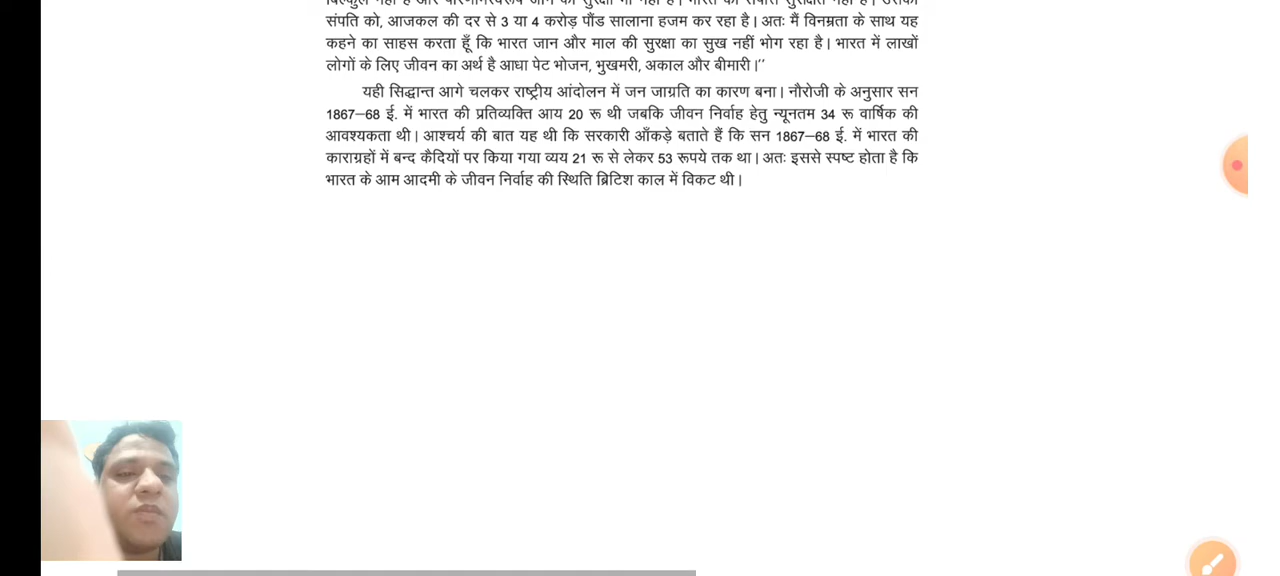 संपति को, आजकल की दर से 3 या 4 करोड़ पौंड सालाना हजम कर रहा है। अतः मैं विनम्रता के साथ यह
कहने का साहस करता हूँ कि भारत जान और माल की सुरक्षा का सुख नहीं भोग रहा है। भारत में लाखों
लोगों के लिए जीवन का अर्थ है आधा पेट भोजन, भुखमरी, अकाल और बीमारी।’’
यही सिद्धान्त आगे चलकर राष्ट्रीय आंदोलन में जन जाग्रति का कारण बना। नौरोजी के अनुसार सन
1867–68 ई. में भारत की प्रतिव्यक्ति आय 20 रू थी जबकि जीवन निर्वाह हेतु न्यूनतम 34 रू वार्षिक की
आवश्यकता थी। आश्चर्य की बात यह थी कि सरकारी आँकड़े बताते हैं कि सन 1867–68 ई. में भारत की
काराग्रहों में बन्द कैदियों पर किया गया व्यय 21 रू से लेकर 53 रूपये तक था। अतः इससे स्पष्ट होता है कि
भारत के आम आदमी के जीवन निर्वाह की स्थिति ब्रिटिश काल में विकट थी।